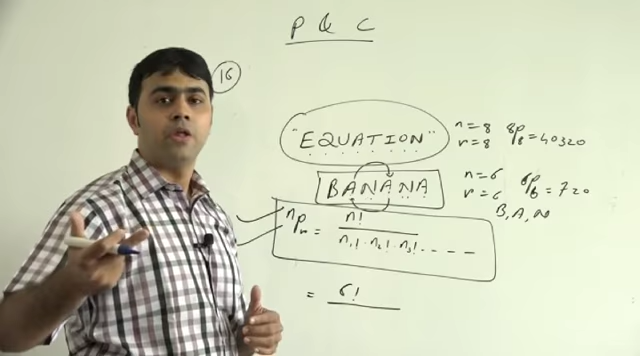 P & C
16
"EQUATION" n=8 8P8 = 40320
r=8
BANANA n=6 6P6 = 720
r=6
B, A, N
nPr = n! / n1! · n2! · n3! · - - - -
= 6!